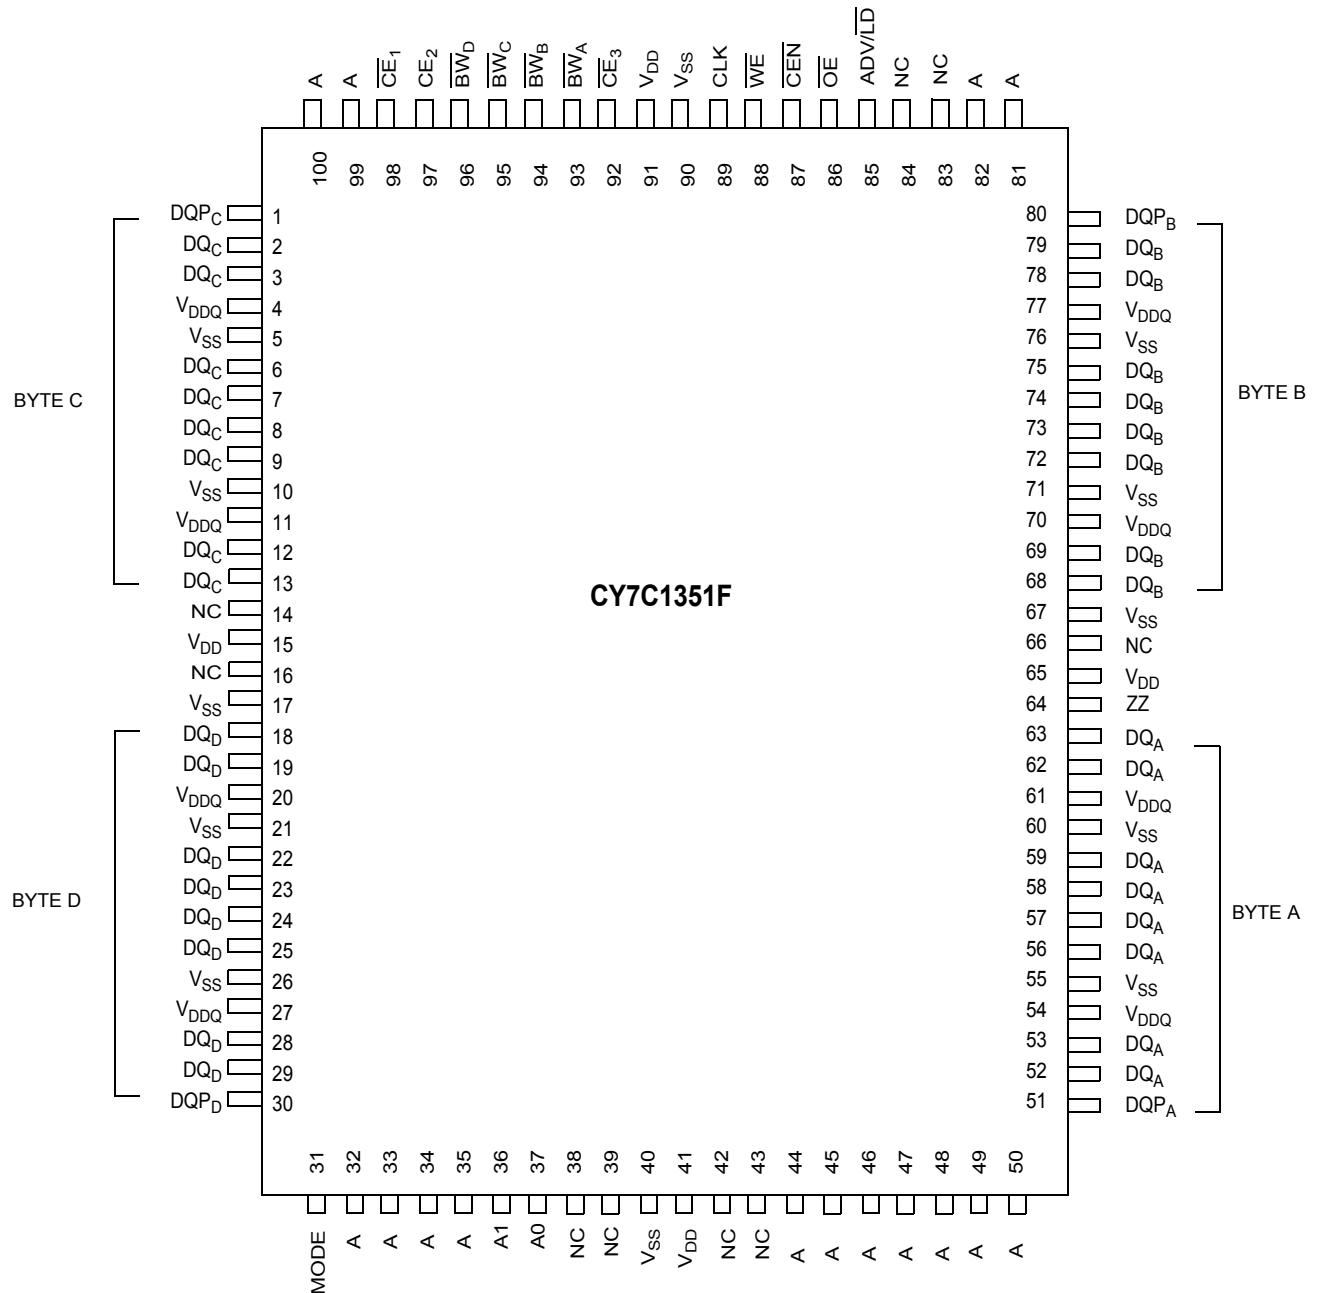 A A CE1 CE2 BWD BWC BWB BWA CE3 VDD VSS CLK WE CEN OE ADV/LD NC NC A A
100 99 98 97 96 95 94 93 92 91 90 89 88 87 86 85 84 83 82 81
DQPC 1 80 DQPB
DQC 2 79 DQB
DQC 3 78 DQB
VDDQ 4 77 VDDQ
VSS 5 76 VSS
DQC 6 75 DQB
BYTE C DQC 7 74 DQB BYTE B
DQC 8 73 DQB
DQC 9 72 DQB
VSS 10 71 VSS
VDDQ 11 70 VDDQ
DQC 12 69 DQB
DQC 13 68 DQB
CY7C1351F
NC 14 67 VSS
VDD 15 66 NC
NC 16 65 VDD
VSS 17 64 ZZ
DQD 18 63 DQA
DQD 19 62 DQA
VDDQ 20 61 VDDQ
VSS 21 60 VSS
DQD 22 59 DQA
BYTE D DQD 23 58 DQA
DQD 24 57 DQA BYTE A
DQD 25 56 DQA
VSS 26 55 VSS
VDDQ 27 54 VDDQ
DQD 28 53 DQA
DQD 29 52 DQA
DQPD 30 51 DQPA
31 32 33 34 35 36 37 38 39 40 41 42 43 44 45 46 47 48 49 50
MODE A A A A A1 A0 NC NC VSS VDD NC NC A A A A A A A